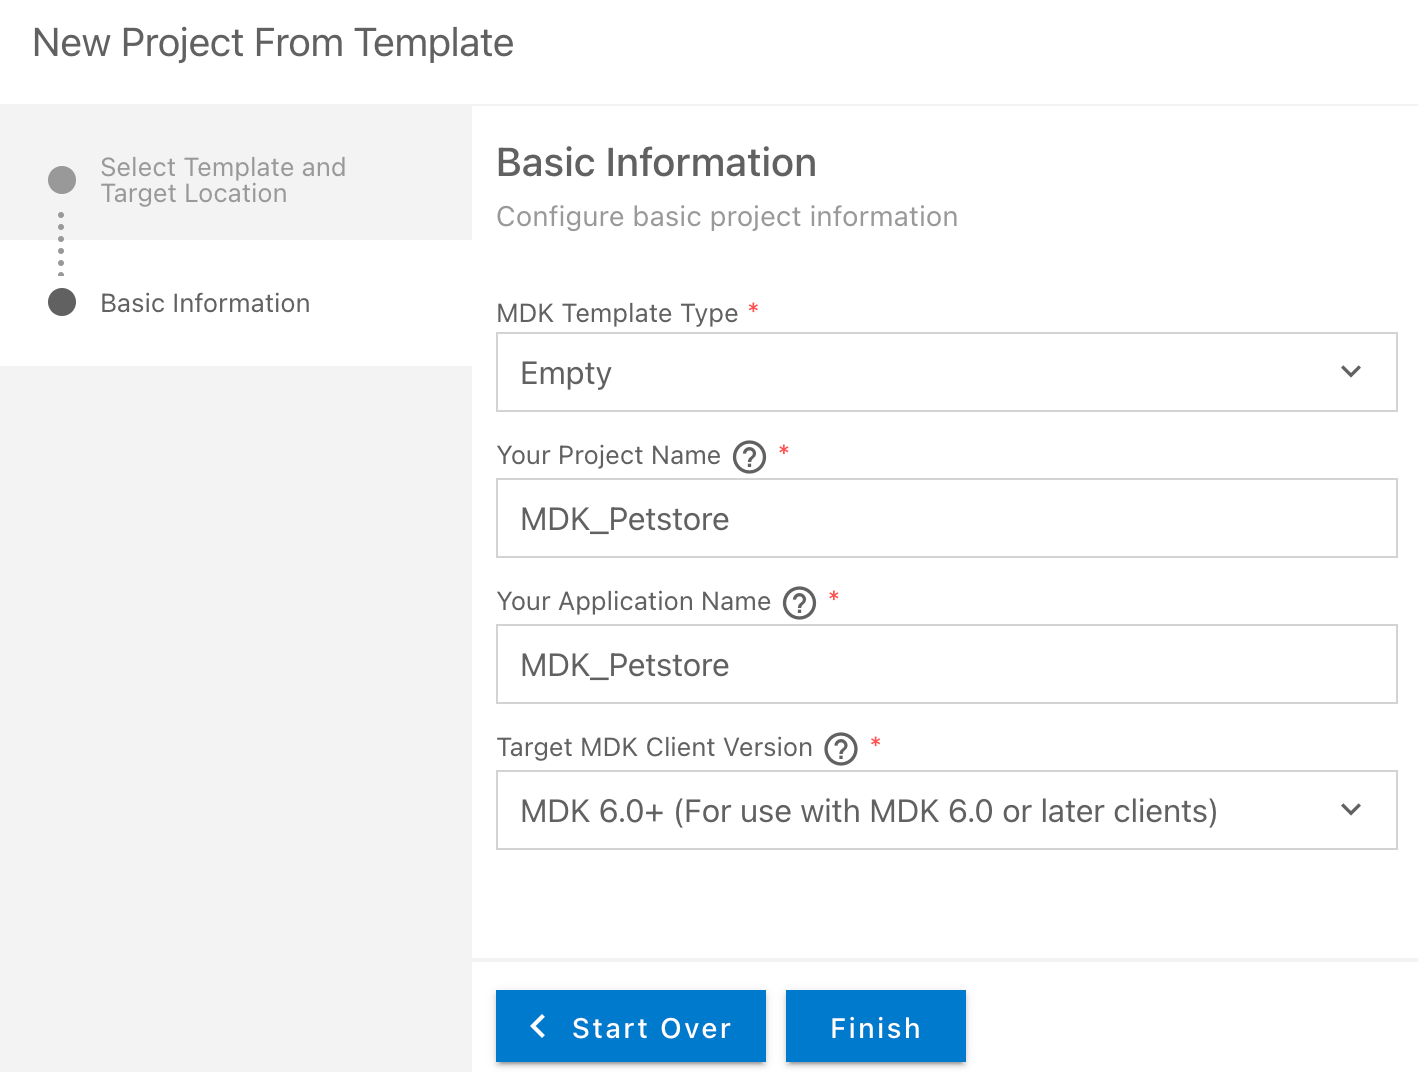 New Project From Template
Select Template and
Target Location
Basic Information
Basic Information
Configure basic project information
MDK Template Type *
Empty
Your Project Name ? *
MDK_Petstore
Your Application Name ? *
MDK_Petstore
Target MDK Client Version ? *
MDK 6.0+ (For use with MDK 6.0 or later clients)
Start Over
Finish